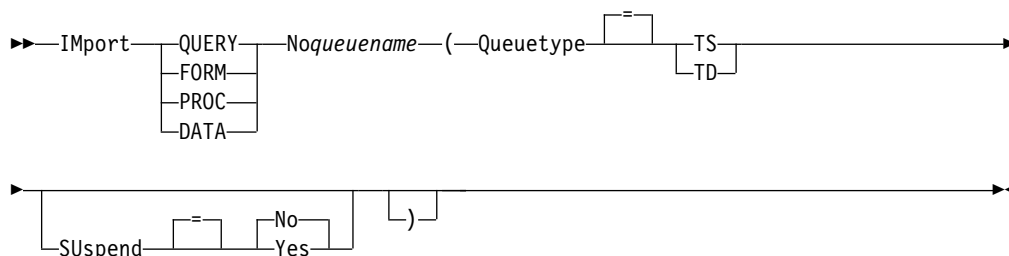 =
IMport QUERY Noqueuename ( Queuetype TS
FORM TD
PROC
DATA
= No
)
SUspend Yes